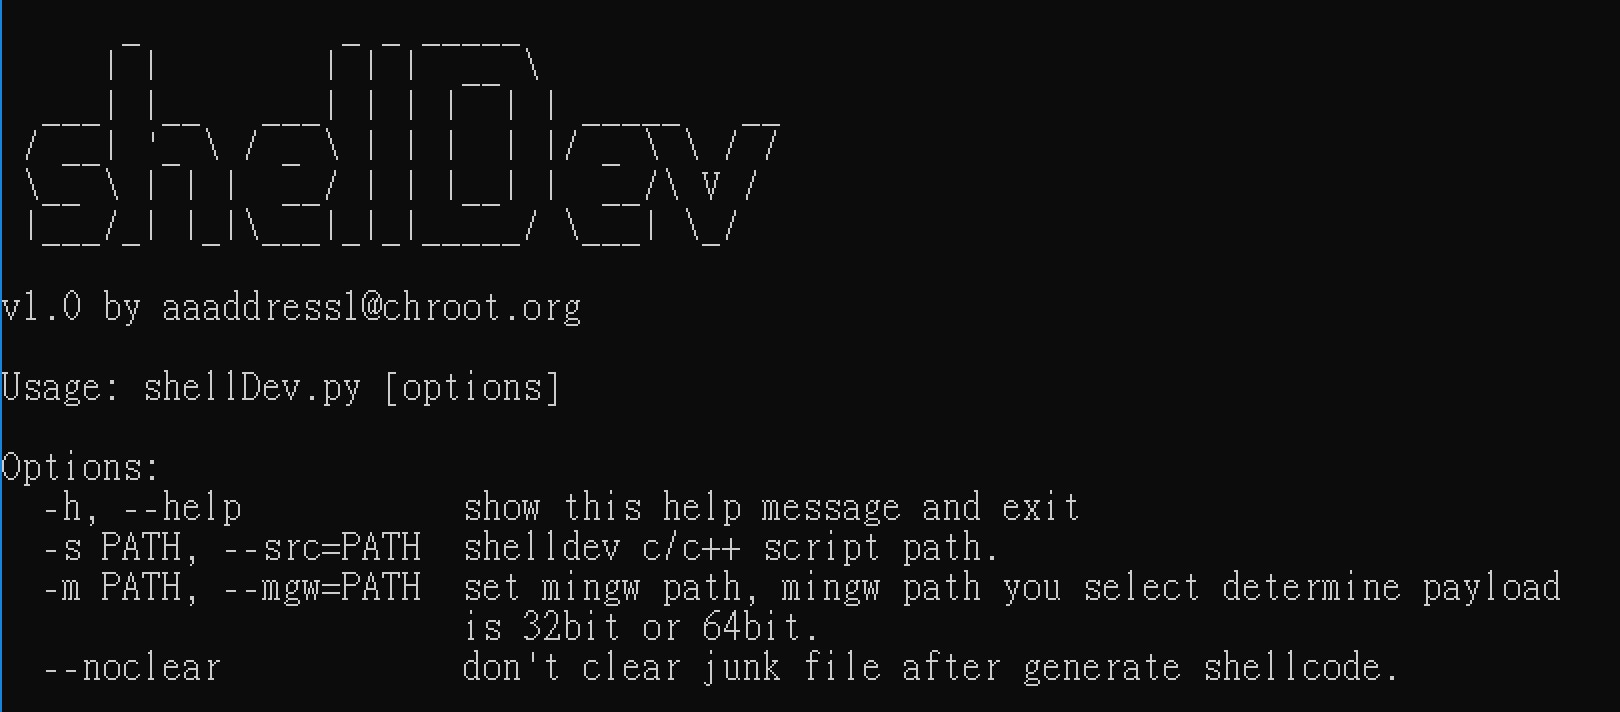 shellDev
v1.0 by aaaddress1@chroot.org
Usage: shellDev.py [options]
Options:
-h, --help show this help message and exit
-s PATH, --src=PATH shelldev c/c++ script path.
-m PATH, --mgw=PATH set mingw path, mingw path you select determine payload
is 32bit or 64bit.
--noclear don't clear junk file after generate shellcode.